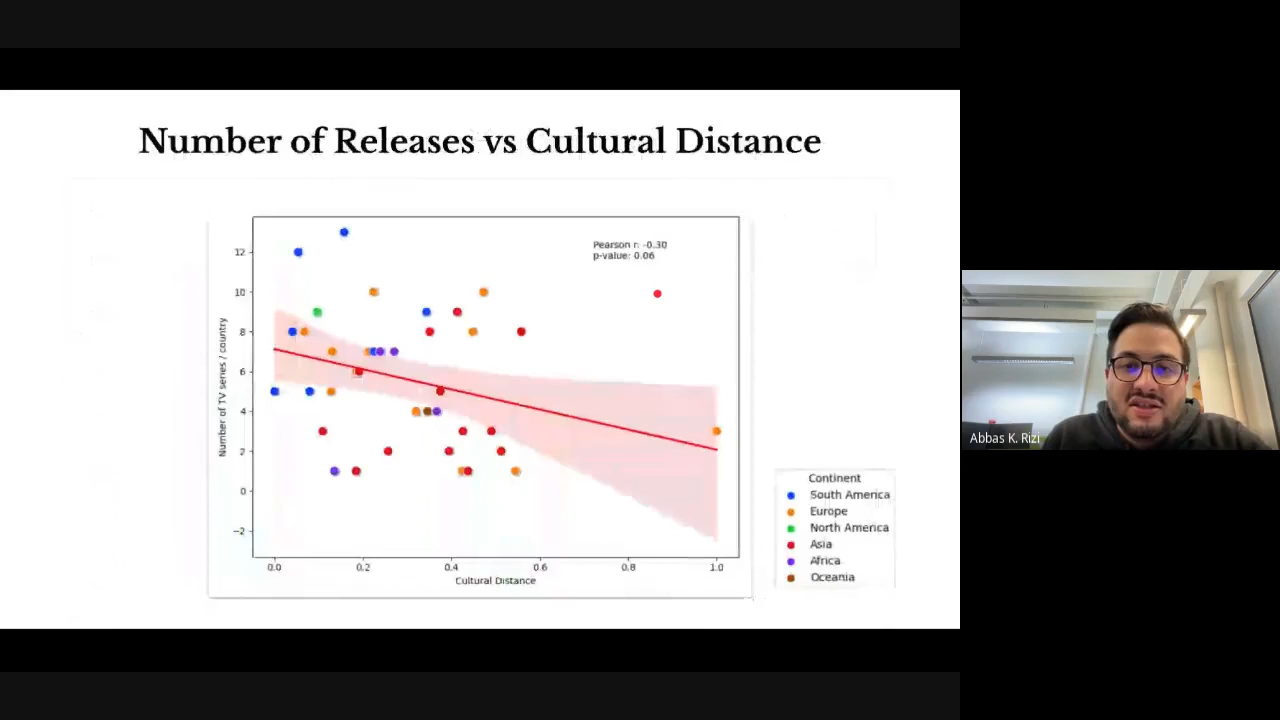 Number of Releases vs Cultural Distance
Pearson r: -0.30
p-value: 0.06
Number of TV series / country
12
10
8
6
4
2
0
−2
0.0 0.2 0.4 0.6 0.8 1.0
Cultural Distance
Continent
South America
Europe
North America
Asia
Africa
Oceania
Abbas K. Rizi